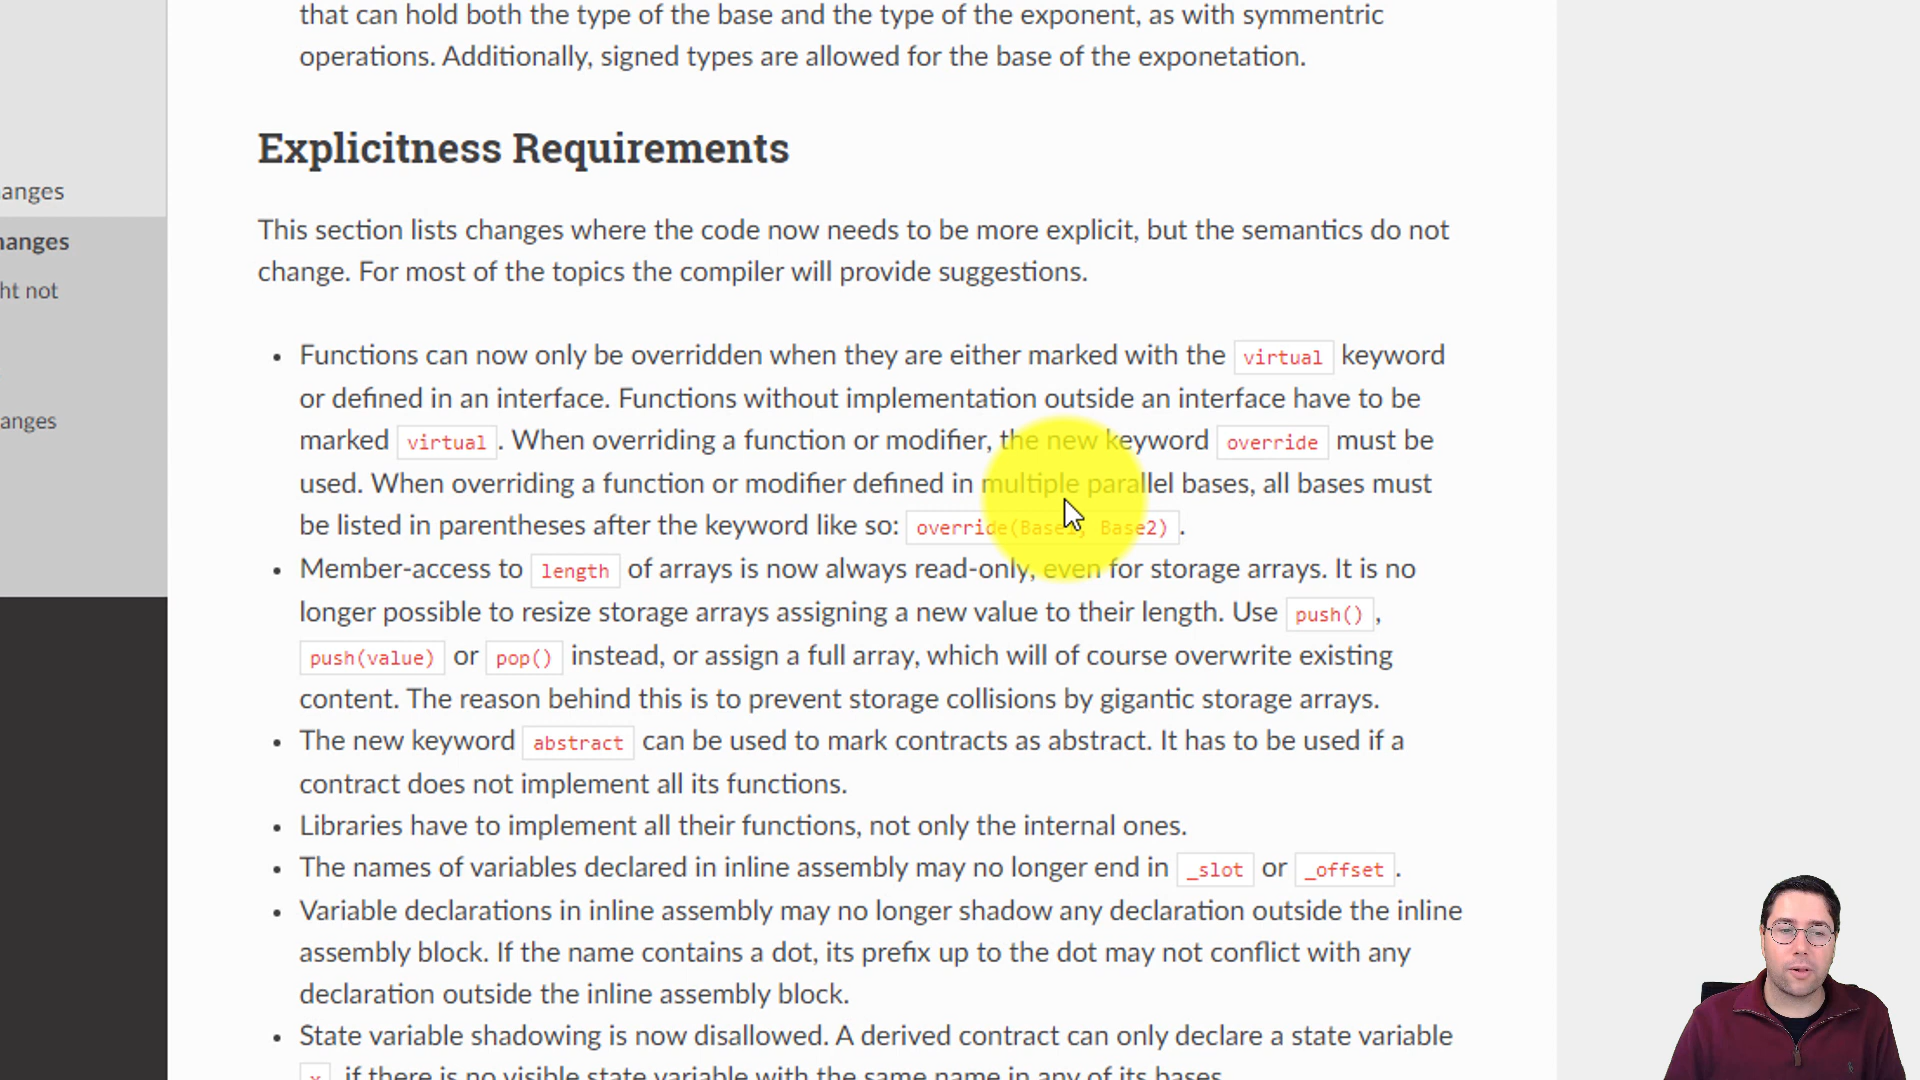 that can hold both the type of the base and the type of the exponent, as with symmetric
operations. Additionally, signed types are allowed for the base of the exponetation.
Explicitness Requirements
anges
hanges
ht not
anges
This section lists changes where the code now needs to be more explicit, but the semantics do not
change. For most of the topics the compiler will provide suggestions.
• Functions can now only be overridden when they are either marked with the virtual keyword
or defined in an interface. Functions without implementation outside an interface have to be
marked virtual. When overriding a function or modifier, the new keyword override must be
used. When overriding a function or modifier defined in multiple parallel bases, all bases must
be listed in parentheses after the keyword like so: override(Base1, Base2).
• Member-access to length of arrays is now always read-only, even for storage arrays. It is no
longer possible to resize storage arrays assigning a new value to their length. Use push(),
push(value) or pop() instead, or assign a full array, which will of course overwrite existing
content. The reason behind this is to prevent storage collisions by gigantic storage arrays.
• The new keyword abstract can be used to mark contracts as abstract. It has to be used if a
contract does not implement all its functions.
• Libraries have to implement all their functions, not only the internal ones.
• The names of variables declared in inline assembly may no longer end in _slot or _offset.
• Variable declarations in inline assembly may no longer shadow any declaration outside the inline
assembly block. If the name contains a dot, its prefix up to the dot may not conflict with any
declaration outside the inline assembly block.
• State variable shadowing is now disallowed. A derived contract can only declare a state variable
x, if there is no visible state variable with the same name in any of its bases.